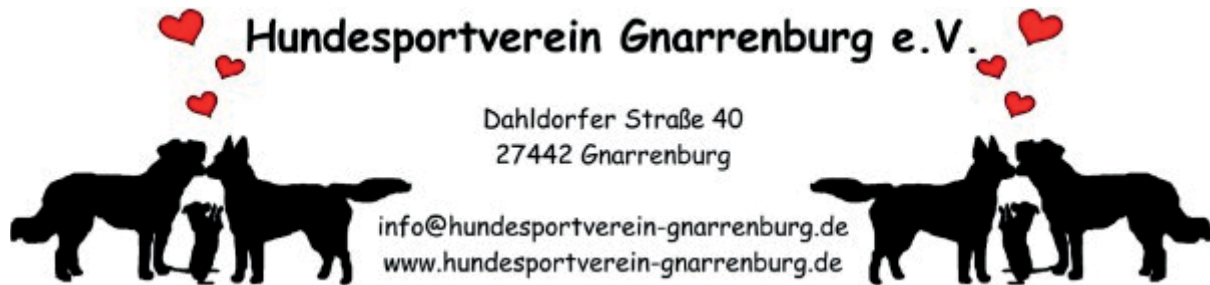 Hundesportverein Gnarrenburg e.V.
Dahldorfer Straße 40
27442 Gnarrenburg
info@hundesportverein-gnarrenburg.de
www.hundesportverein-gnarrenburg.de